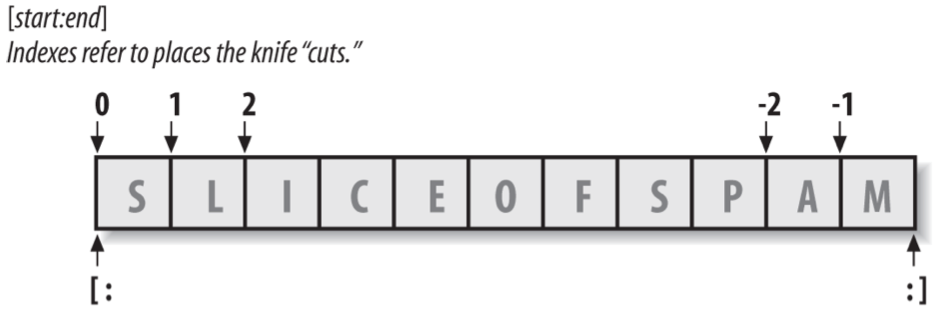 [start:end]
Indexes refer to places the knife “cuts.”
0 1 2 -2 -1
S L I C E O F S P A M
[: :]